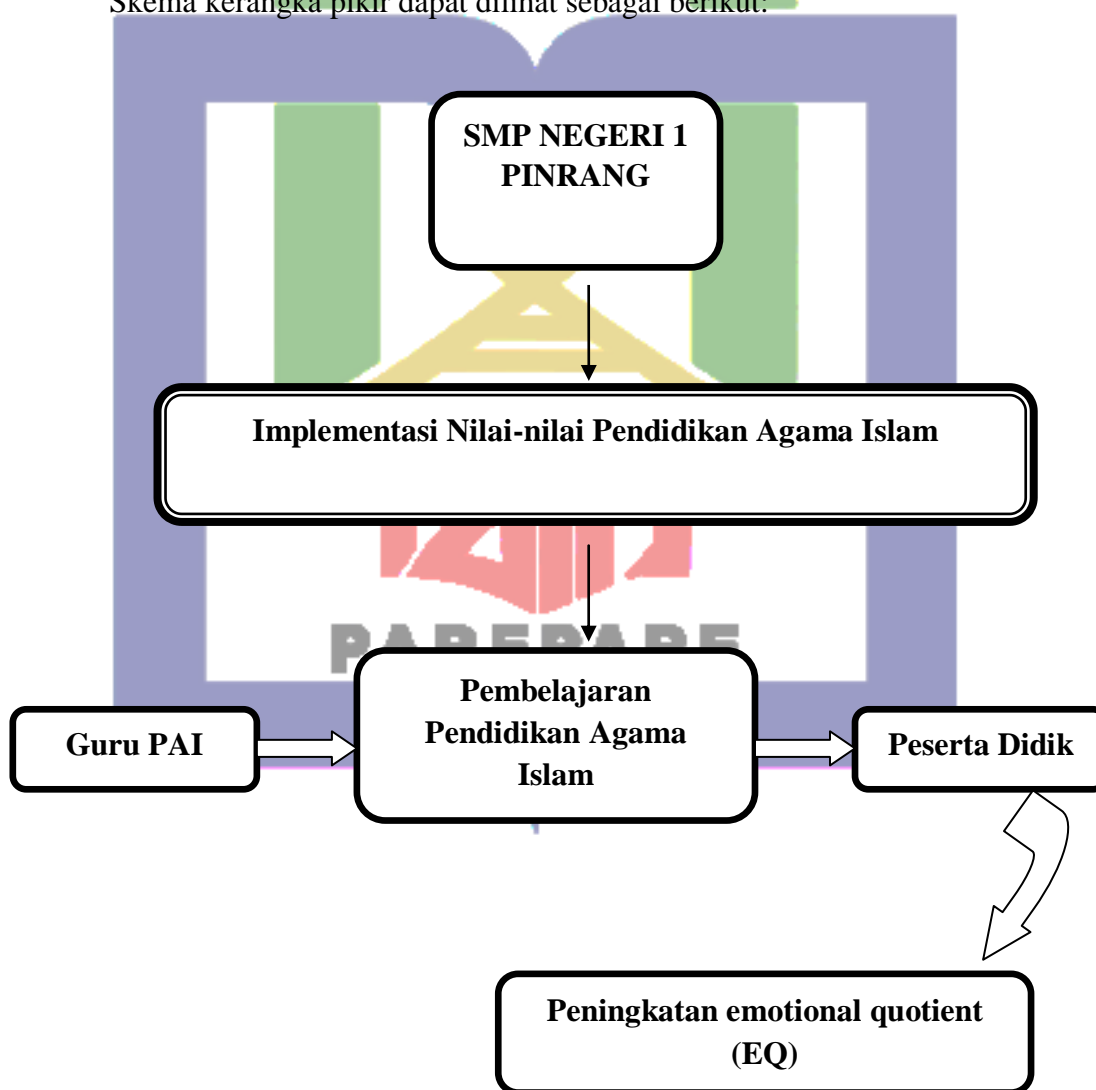 Skema kerangka pikir dapat dilihat sebagai berikut:
SMP NEGERI 1
PINRANG
Implementasi Nilai-nilai Pendidikan Agama Islam
PAREPARE
Pembelajaran
Pendidikan Agama
Islam
Guru PAI
Peserta Didik
Peningkatan emotional quotient
(EQ)